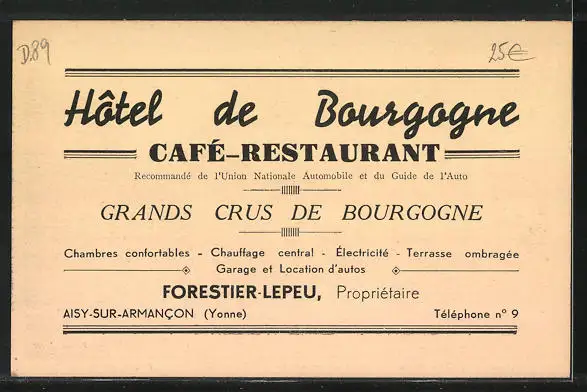 D.89
25€
Hôtel de Bourgogne
CAFÉ-RESTAURANT
Recommandé de l'Union Nationale Automobile et du Guide de l'Auto
GRANDS CRUS DE BOURGOGNE
Chambres confortables - Chauffage central - Électricité - Terrasse ombragée
Garage et Location d'autos
FORESTIER-LEPEU, Propriétaire
AISY-SUR-ARMANÇON (Yonne) Téléphone n° 9